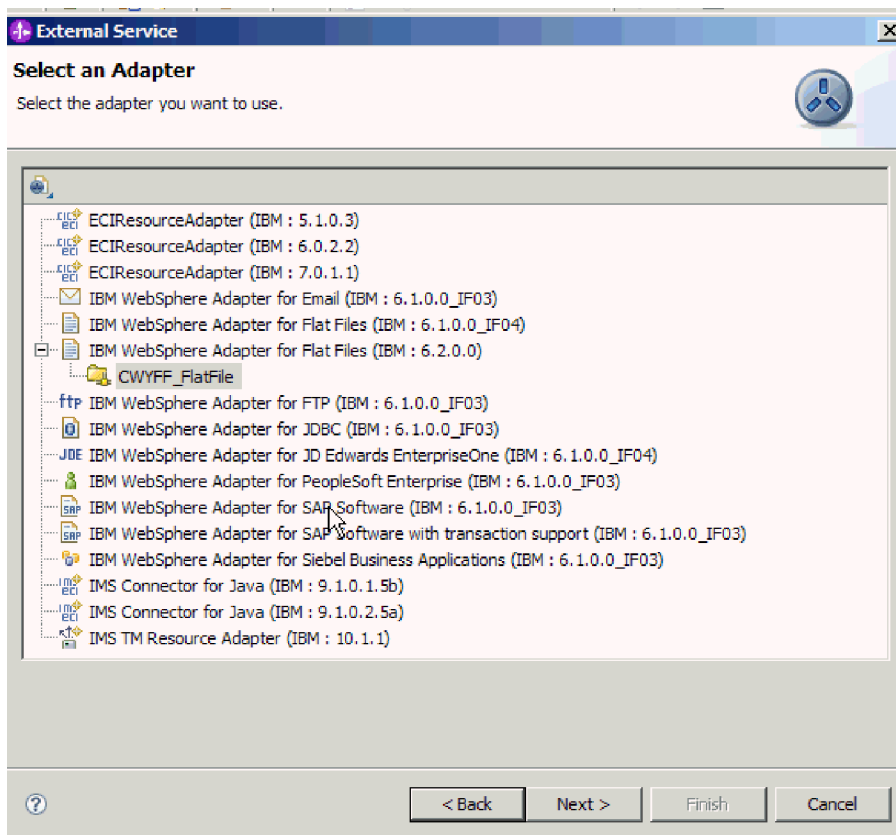 External Service
Select an Adapter
Select the adapter you want to use.
ECIResourceAdapter (IBM : 5.1.0.3)
ECIResourceAdapter (IBM : 6.0.2.2)
ECIResourceAdapter (IBM : 7.0.1.1)
IBM WebSphere Adapter for Email (IBM : 6.1.0.0_IF03)
IBM WebSphere Adapter for Flat Files (IBM : 6.1.0.0_IF04)
IBM WebSphere Adapter for Flat Files (IBM : 6.2.0.0)
CWYFF_FlatFile
ftp IBM WebSphere Adapter for FTP (IBM : 6.1.0.0_IF03)
IBM WebSphere Adapter for JDBC (IBM : 6.1.0.0_IF03)
JDE IBM WebSphere Adapter for JD Edwards EnterpriseOne (IBM : 6.1.0.0_IF04)
IBM WebSphere Adapter for PeopleSoft Enterprise (IBM : 6.1.0.0_IF03)
SAP IBM WebSphere Adapter for SAP Software (IBM : 6.1.0.0_IF03)
SAP IBM WebSphere Adapter for SAP Software with transaction support (IBM : 6.1.0.0_IF03)
IBM WebSphere Adapter for Siebel Business Applications (IBM : 6.1.0.0_IF03)
IMS Connector for Java (IBM : 9.1.0.1.5b)
IMS Connector for Java (IBM : 9.1.0.2.5a)
IMS TM Resource Adapter (IBM : 10.1.1)
? < Back Next > Finish Cancel